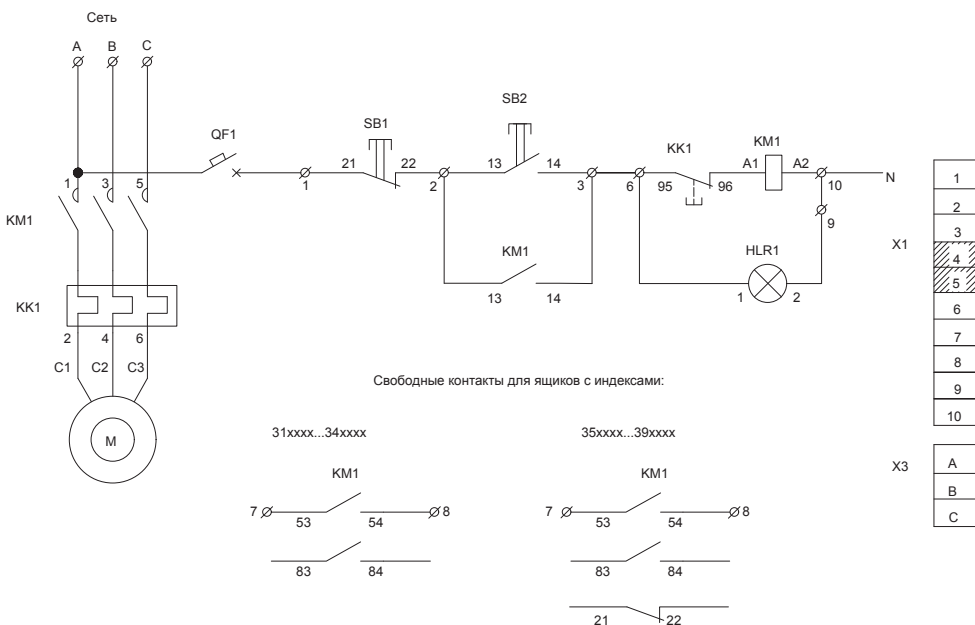 Сеть
A B C
QF1
SB1
SB2
KK1
KM1
21 22
13 14
A1 A2
1 2 3 6 95 96 10 N
1 3 5
KM1
9
KM1
13 14
HLR1
1 2
KK1
2 4 6
C1 C2 C3
M
Свободные контакты для ящиков с индексами:
31xxxx...34xxxx
35xxxx...39xxxx
KM1
7 8
53 54
83 84
KM1
7 8
53 54
83 84
21 22
X1
1
2
3
4
5
6
7
8
9
10
X3
A
B
C